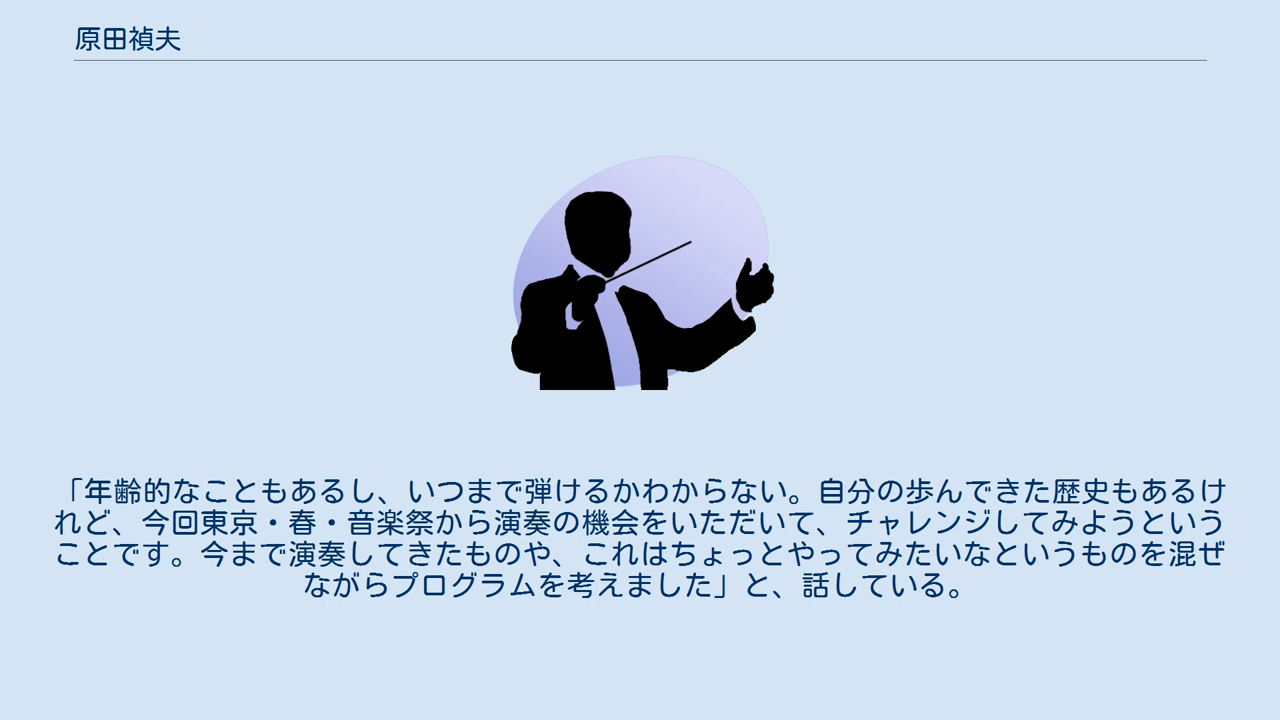 原田禎夫
「年齢的なこともあるし、いつまで弾けるかわからない。自分の歩んできた歴史もあるけ
れど、今回東京・春・音楽祭から演奏の機会をいただいて、チャレンジしてみようという
ことです。今まで演奏してきたものや、これはちょっとやってみたいなというものを混ぜ
ながらプログラムを考えました」と、話している。